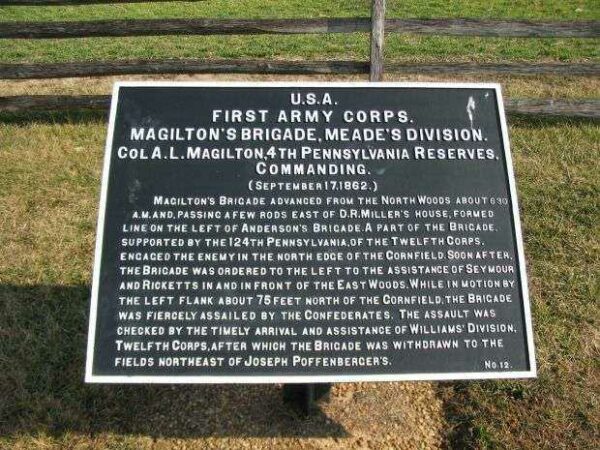 U.S.A.
FIRST ARMY CORPS.
MAGILTON'S BRIGADE, MEADE'S DIVISION.
COL A.L. MAGILTON, 4TH PENNSYLVANIA RESERVES,
COMMANDING.
(SEPTEMBER 17, 1862.)
MAGILTON'S BRIGADE ADVANCED FROM THE NORTH WOODS ABOUT 6 30
A.M. AND, PASSING A FEW RODS EAST OF D.R. MILLER'S HOUSE, FORMED
LINE ON THE LEFT OF ANDERSON'S BRIGADE. A PART OF THE BRIGADE,
SUPPORTED BY THE 124TH PENNSYLVANIA, OF THE TWELFTH CORPS,
ENGAGED THE ENEMY IN THE NORTH EDGE OF THE CORNFIELD. SOON AFTER,
THE BRIGADE WAS ORDERED TO THE LEFT TO THE ASSISTANCE OF SEYMOUR
AND RICKETTS IN AND IN FRONT OF THE EAST WOODS. WHILE IN MOTION BY
THE LEFT FLANK ABOUT 75 FEET NORTH OF THE CORNFIELD, THE BRIGADE
WAS FIERCELY ASSAILED BY THE CONFEDERATES. THE ASSAULT WAS
CHECKED BY THE TIMELY ARRIVAL AND ASSISTANCE OF WILLIAMS' DIVISION,
TWELFTH CORPS, AFTER WHICH THE BRIGADE WAS WITHDRAWN TO THE
FIELDS NORTHEAST OF JOSEPH POFFENBERGER'S.
NO. 12.